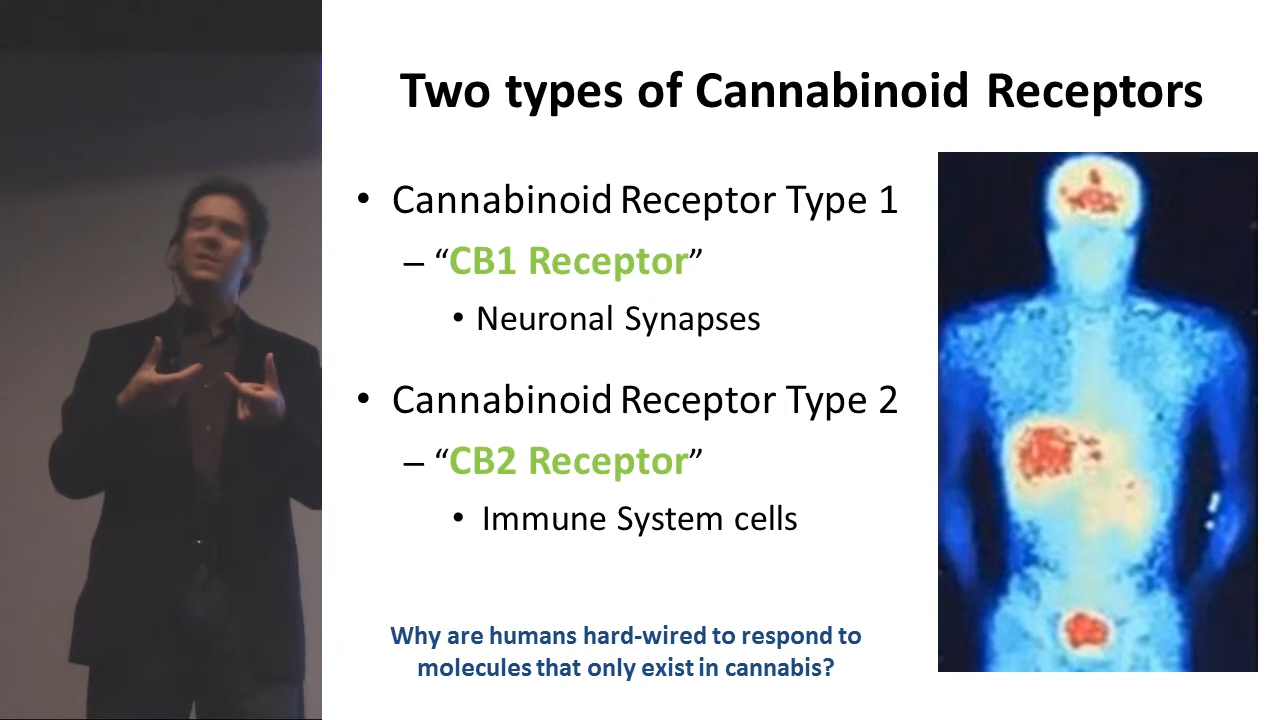 Two types of Cannabinoid Receptors
• Cannabinoid Receptor Type 1
– “CB1 Receptor”
• Neuronal Synapses
• Cannabinoid Receptor Type 2
– “CB2 Receptor”
• Immune System cells
Why are humans hard-wired to respond to
molecules that only exist in cannabis?